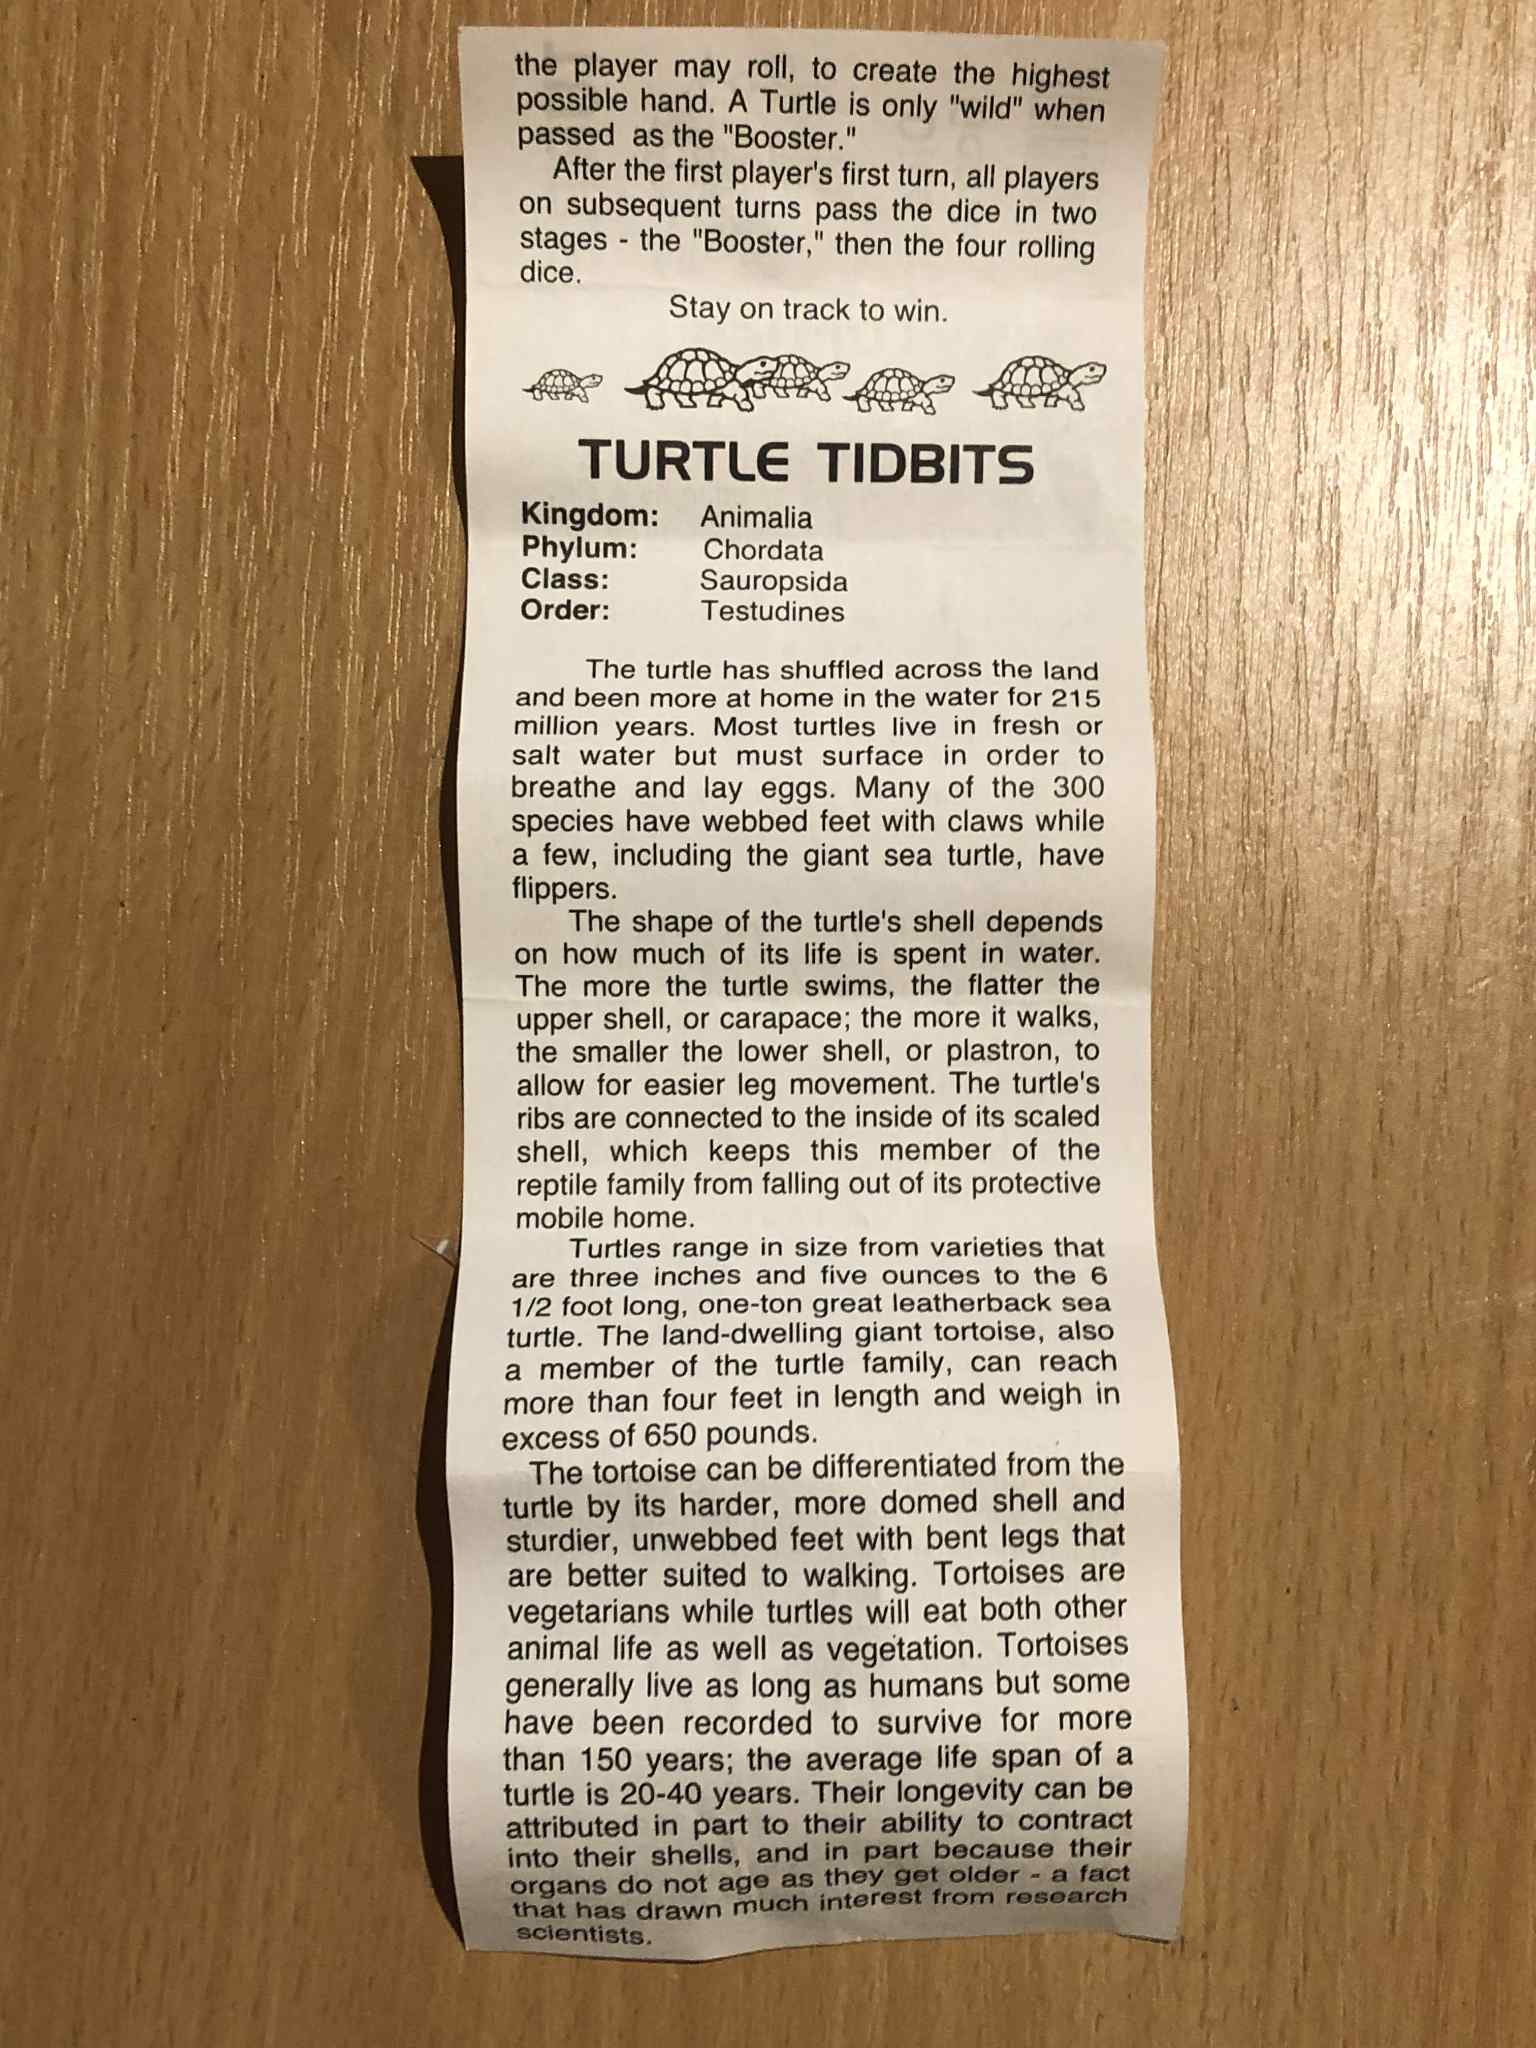 the player may roll, to create the highest
possible hand. A Turtle is only "wild" when
passed as the "Booster."
After the first player's first turn, all players
on subsequent turns pass the dice in two
stages - the "Booster," then the four rolling
dice.
Stay on track to win.
TURTLE TIDBITS
Kingdom: Animalia
Phylum: Chordata
Class: Sauropsida
Order: Testudines
The turtle has shuffled across the land
and been more at home in the water for 215
million years. Most turtles live in fresh or
salt water but must surface in order to
breathe and lay eggs. Many of the 300
species have webbed feet with claws while
a few, including the giant sea turtle, have
flippers.
The shape of the turtle's shell depends
on how much of its life is spent in water.
The more the turtle swims, the flatter the
upper shell, or carapace; the more it walks,
the smaller the lower shell, or plastron, to
allow for easier leg movement. The turtle's
ribs are connected to the inside of its scaled
shell, which keeps this member of the
reptile family from falling out of its protective
mobile home.
Turtles range in size from varieties that
are three inches and five ounces to the 6
1/2 foot long, one-ton great leatherback sea
turtle. The land-dwelling giant tortoise, also
a member of the turtle family, can reach
more than four feet in length and weigh in
excess of 650 pounds.
The tortoise can be differentiated from the
turtle by its harder, more domed shell and
sturdier, unwebbed feet with bent legs that
are better suited to walking. Tortoises are
vegetarians while turtles will eat both other
animal life as well as vegetation. Tortoises
generally live as long as humans but some
have been recorded to survive for more
than 150 years; the average life span of a
turtle is 20-40 years. Their longevity can be
attributed in part to their ability to contract
into their shells, and in part because their
organs do not age as they get older - a fact
that has drawn much interest from research
scientists.